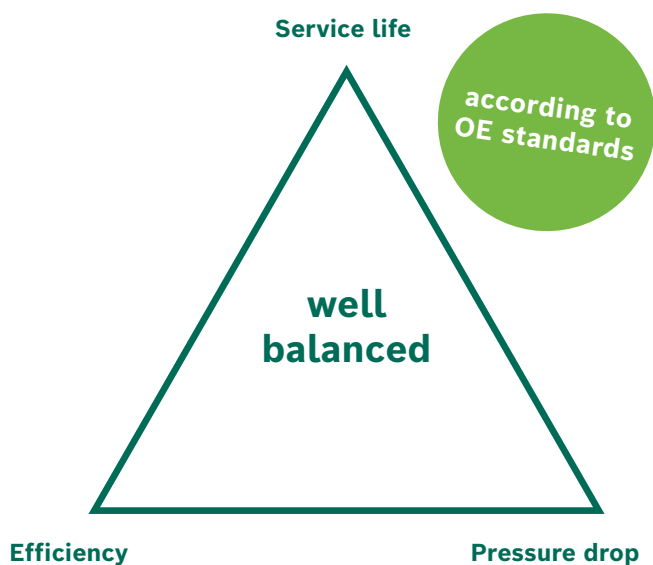 Service life
according to
OE standards
well
balanced
Efficiency
Pressure drop